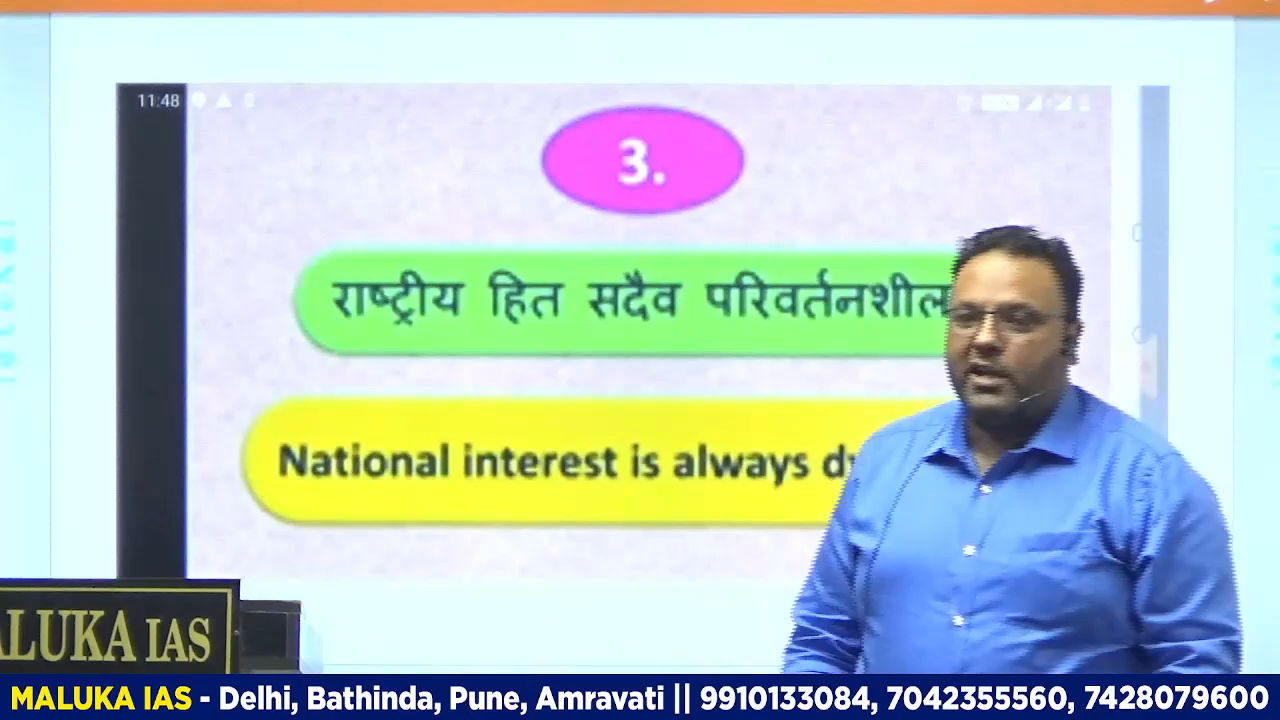 11:48
3.
राष्ट्रीय हित सदैव परिवर्तनशील
National interest is always
ALUKA IAS
MALUKA IAS - Delhi, Bathinda, Pune, Amravati || 9910133084, 7042355560, 7428079600